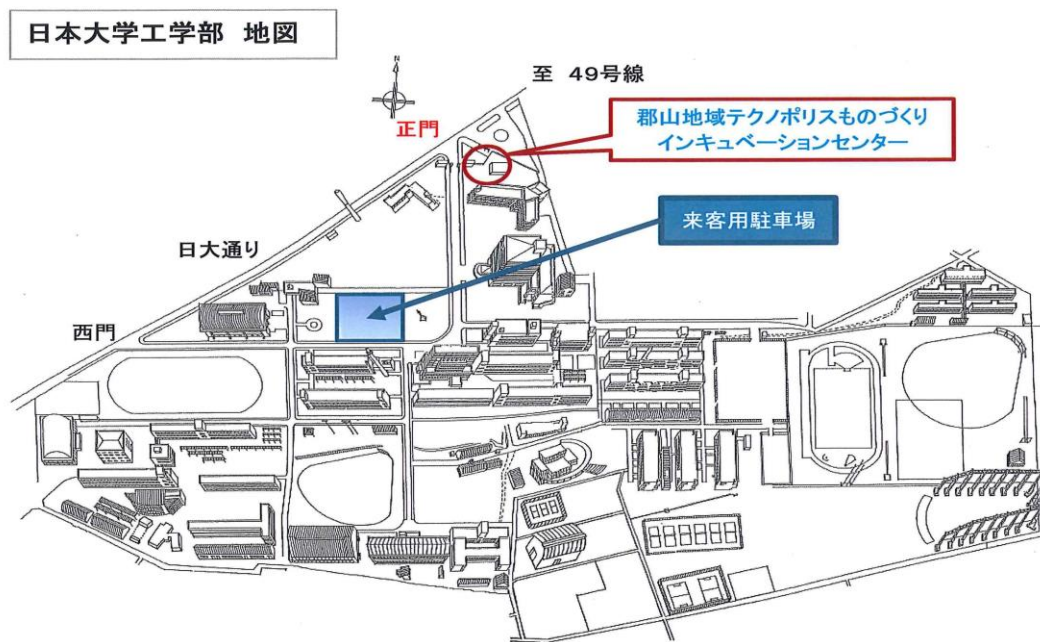 日本大学工学部 地図
N
至 49号線
正門
郡山地域テクノポリスものづくり
インキュベーションセンター
来客用駐車場
日大通り
西門